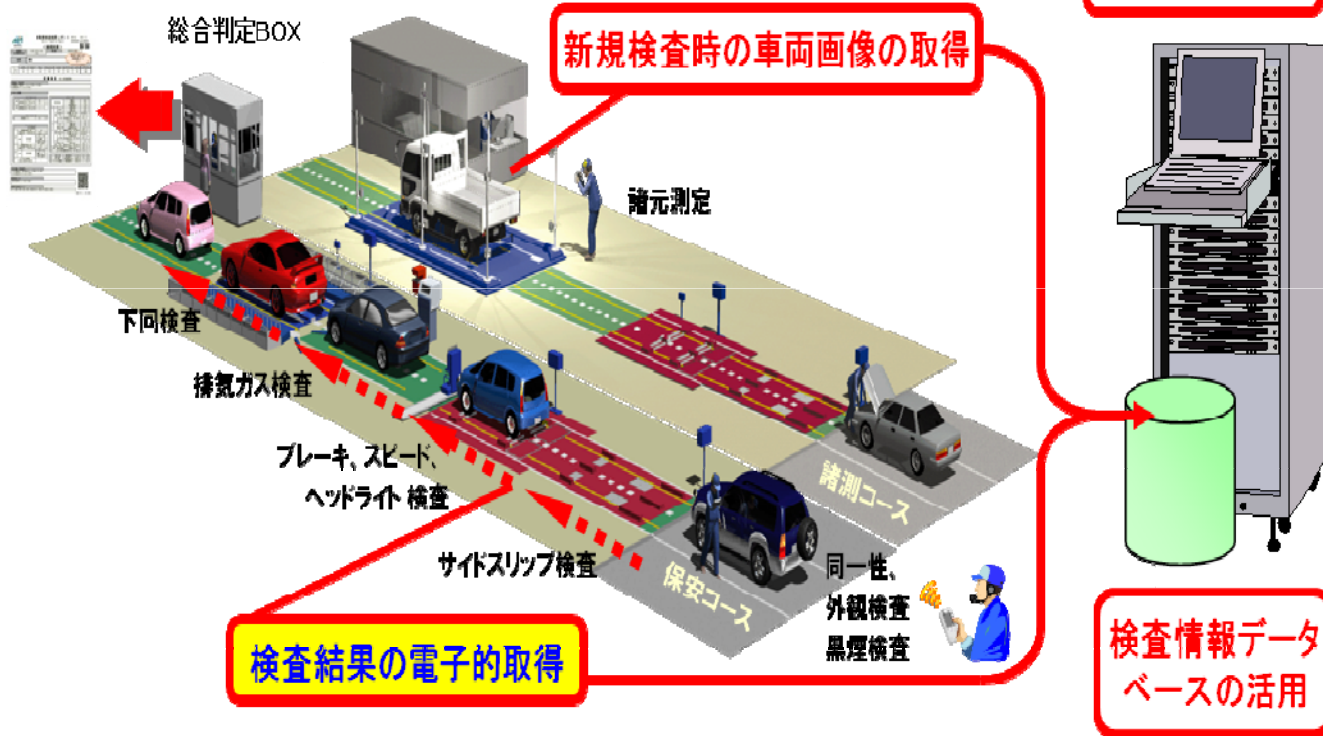 総合判定BOX
新規検査時の車両画像の取得
諸元測定
下回検査
排気ガス検査
ブレーキ、スピード、
ヘッドライト検査
サイドスリップ検査
諸測コース
保安コース
同一性、
外観検査
黒煙検査
検査結果の電子的取得
検査情報データ
ベースの活用